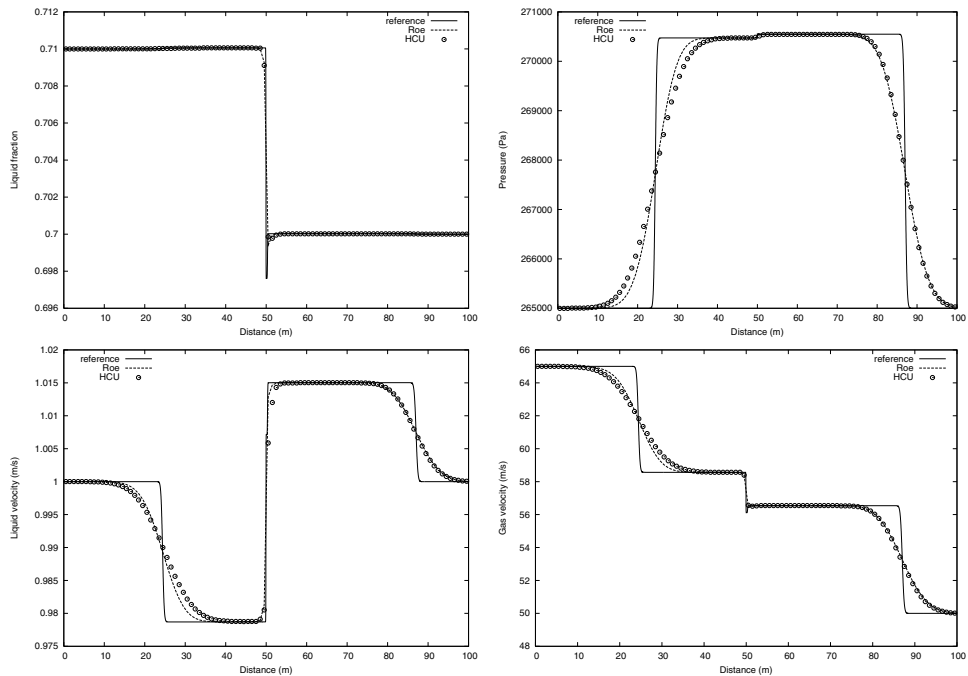 0.712
0.71
0.708
0.706
0.704
0.702
0.7
0.698
0.696
Liquid fraction
reference
Roe
HCU
0 10 20 30 40 50 60 70 80 90 100
Distance (m)
271000
270000
269000
268000
267000
266000
265000
Pressure (Pa)
reference
Roe
HCU
0 10 20 30 40 50 60 70 80 90 100
Distance (m)
1.02
1.015
1.01
1.005
1
0.995
0.99
0.985
0.98
0.975
Liquid velocity (m/s)
reference
Roe
HCU
0 10 20 30 40 50 60 70 80 90 100
Distance (m)
66
64
62
60
58
56
54
52
50
48
Gas velocity (m/s)
reference
Roe
HCU
0 10 20 30 40 50 60 70 80 90 100
Distance (m)